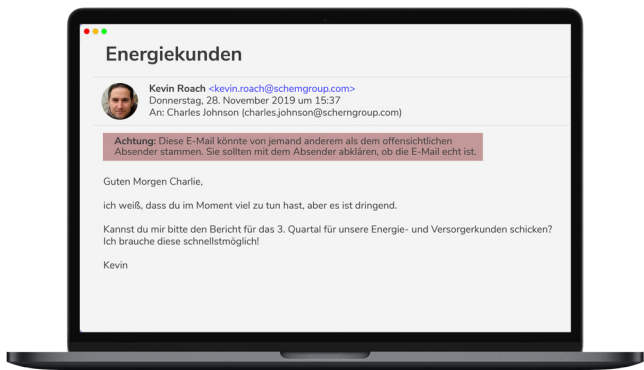 Energiekunden
Kevin Roach <kevin.roach@schemgroup.com>
Donnerstag, 28. November 2019 um 15:37
An: Charles Johnson (charles.johnson@scherngroup.com)
Achtung: Diese E-Mail könnte von jemand anderem als dem offensichtlichen
Absender stammen. Sie sollten mit dem Absender abklären, ob die E-Mail echt ist.
Guten Morgen Charlie,
ich weiß, dass du im Moment viel zu tun hast, aber es ist dringend.
Kannst du mir bitte den Bericht für das 3. Quartal für unsere Energie- und Versorgerkunden schicken?
Ich brauche diese schnellstmöglich!
Kevin